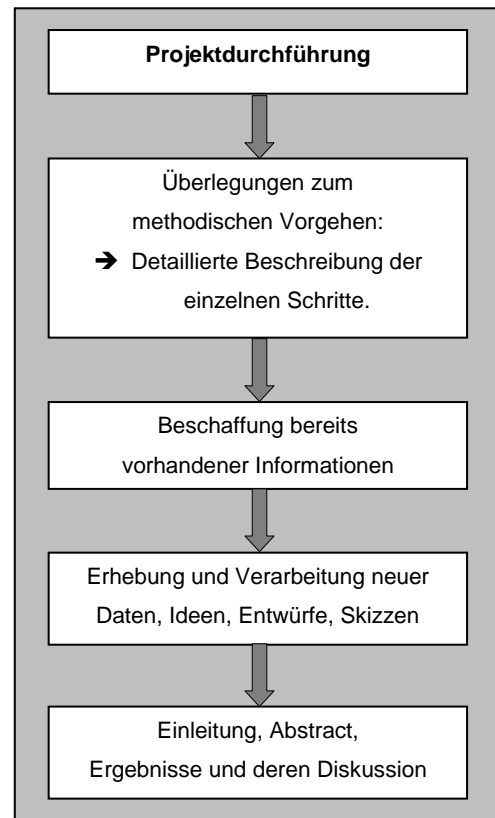 Projektdurchführung
Überlegungen zum
methodischen Vorgehen:
➔ Detaillierte Beschreibung der
einzelnen Schritte.
Beschaffung bereits
vorhandener Informationen
Erhebung und Verarbeitung neuer
Daten, Ideen, Entwürfe, Skizzen
Einleitung, Abstract,
Ergebnisse und deren Diskussion